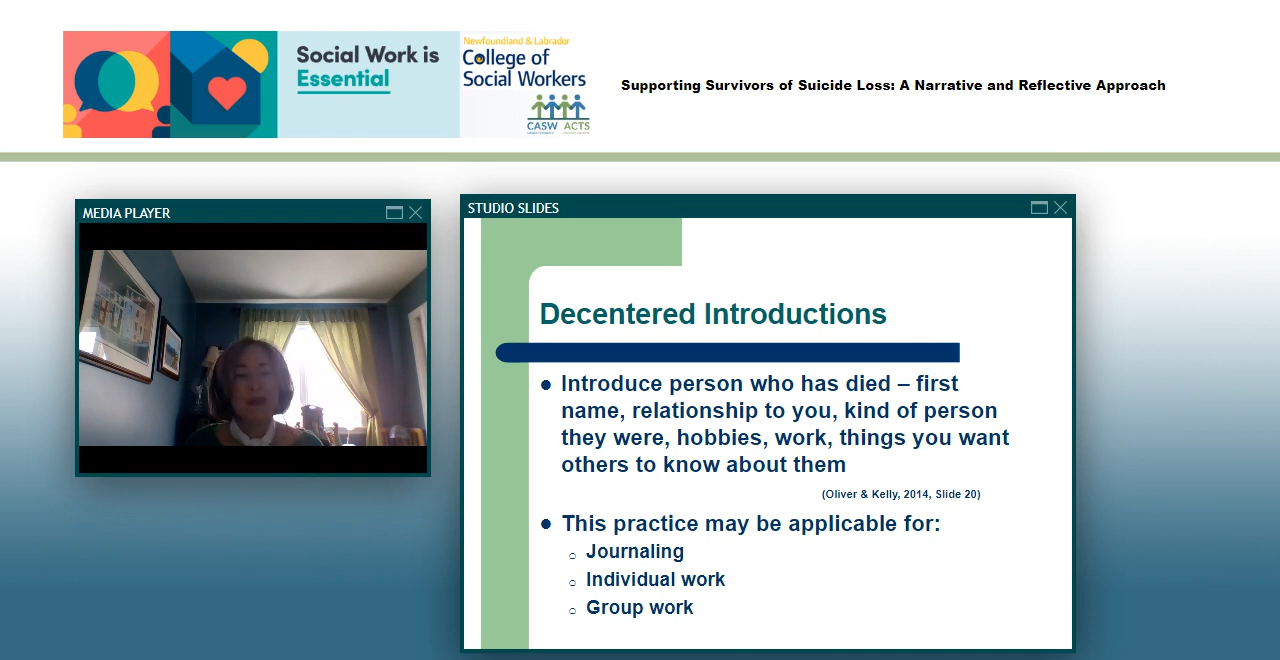 Social Work is
Essential
Newfoundland & Labrador
College of
Social Workers
CASW ACTS
Supporting Survivors of Suicide Loss: A Narrative and Reflective Approach
MEDIA PLAYER
STUDIO SLIDES
Decentered Introductions
● Introduce person who has died – first
name, relationship to you, kind of person
they were, hobbies, work, things you want
others to know about them
(Oliver & Kelly, 2014, Slide 20)
● This practice may be applicable for:
○ Journaling
○ Individual work
○ Group work